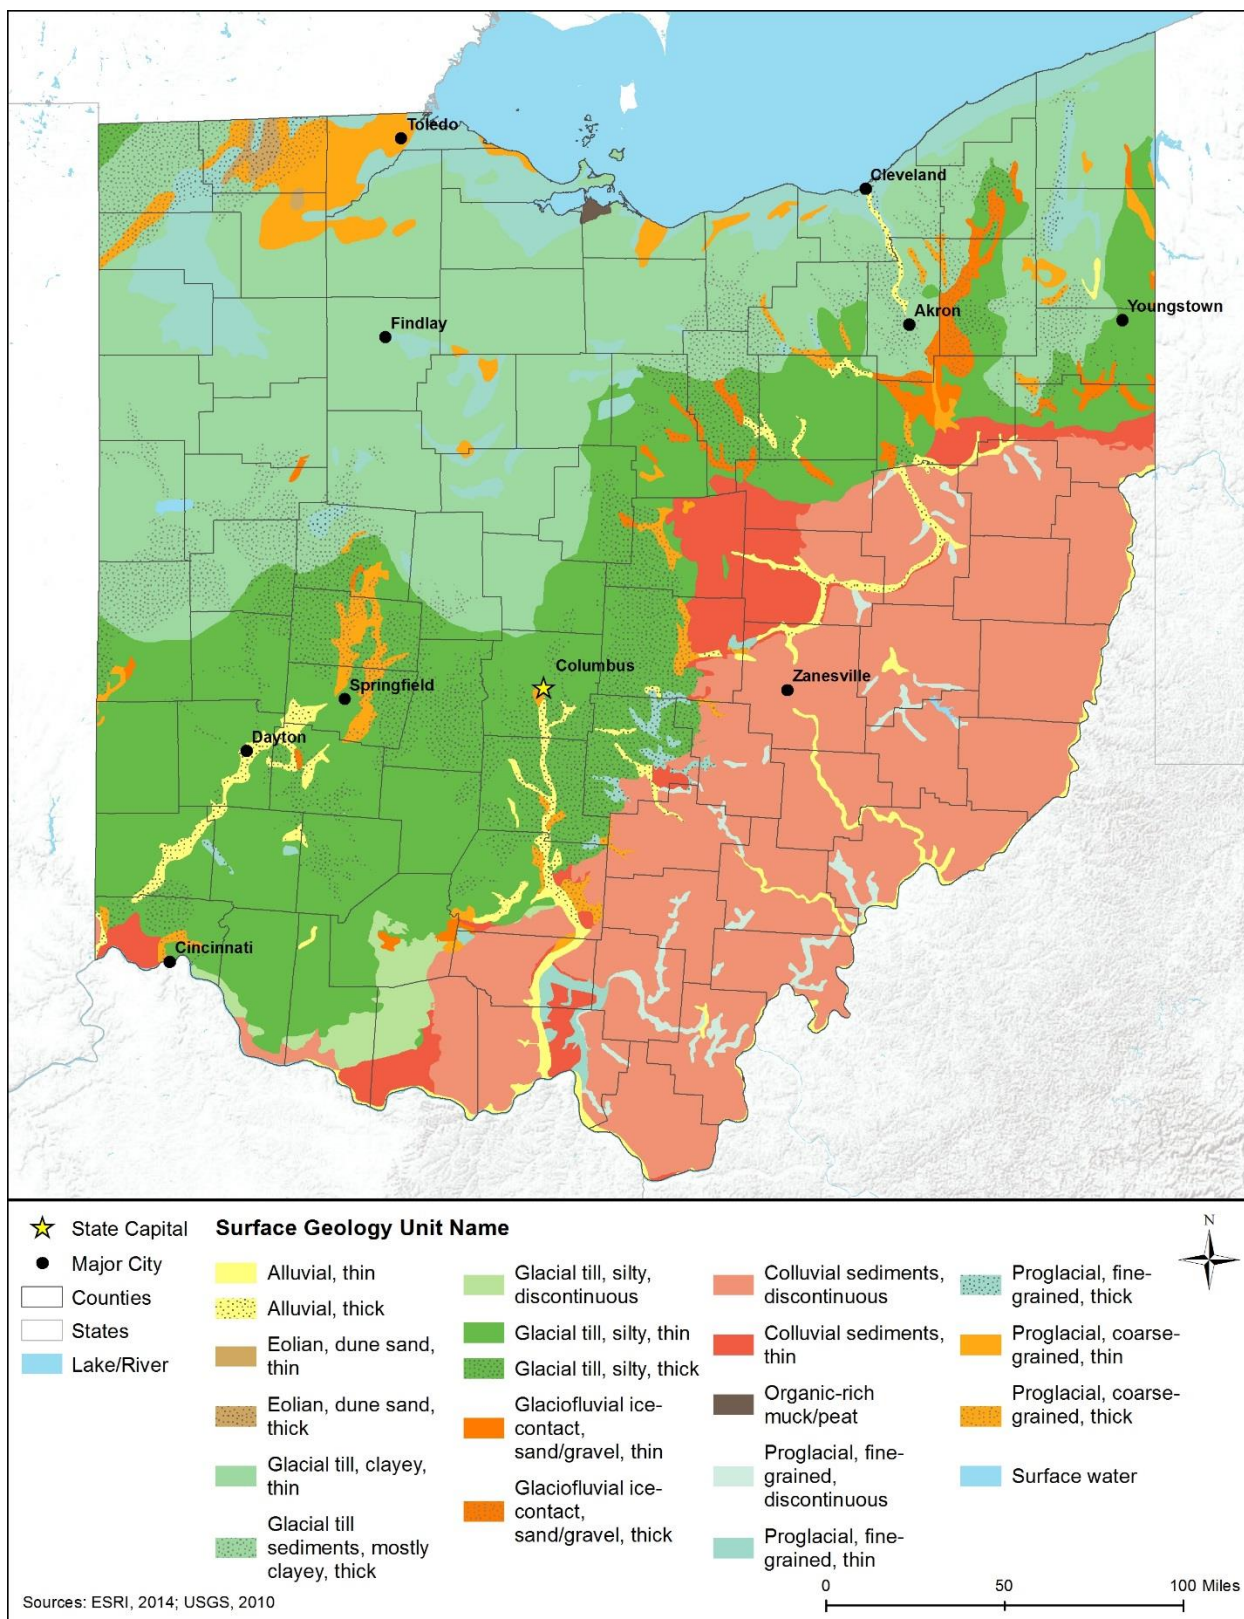 Toledo
Cleveland
Findlay
Akron
Youngstown
Columbus
Zanesville
Springfield
Dayton
Cincinnati
State Capital
Major City
Counties
States
Lake/River
Surface Geology Unit Name
Alluvial, thin
Alluvial, thick
Eolian, dune sand,
thin
Eolian, dune sand,
thick
Glacial till, clayey,
thin
Glacial till
sediments, mostly
clayey, thick
Glacial till, silty,
discontinuous
Glacial till, silty, thin
Glacial till, silty, thick
Glaciofluvial ice-
contact,
sand/gravel, thin
Glaciofluvial ice-
contact,
sand/gravel, thick
Colluvial sediments,
discontinuous
Colluvial sediments,
thin
Organic-rich
muck/peat
Proglacial, fine-
grained,
discontinuous
Proglacial, fine-
grained, thin
Proglacial, fine-
grained, thick
Proglacial, coarse-
grained, thin
Proglacial, coarse-
grained, thick
Surface water
N
0 50 100 Miles
Sources: ESRI, 2014; USGS, 2010